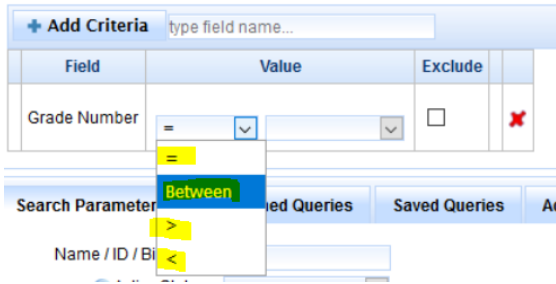 + Add Criteria type field name...
Field Value Exclude
Grade Number =
=
Between
>
<
Search Parameter ed Queries Saved Queries A
Name / ID / Bi